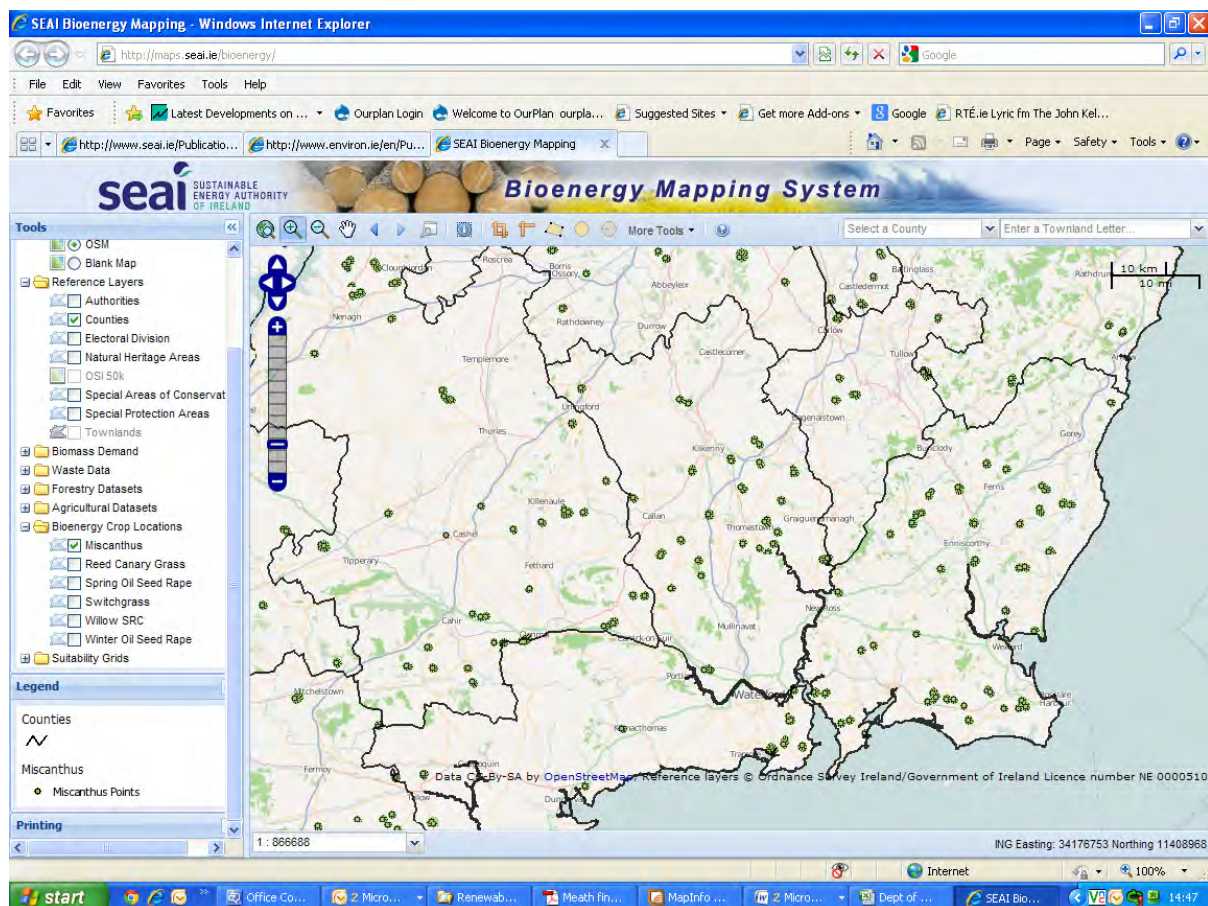 SEAI Bioenergy Mapping - Windows Internet Explorer
http://maps.seai.ie/bioenergy/
Google
File Edit View Favorites Tools Help
Favorites Latest Developments on ... Ourplan Login Welcome to OurPlan ourpla... Suggested Sites Get more Add-ons Google RTÉ.ie Lyric fm The John Kel...
http://www.seai.ie/Publicatio... http://www.environ.ie/en/Pu... SEAI Bioenergy Mapping X Page Safety Tools
seai SUSTAINABLE ENERGY AUTHORITY OF IRELAND
Bioenergy Mapping System
Tools
More Tools
Select a County
Enter a Townland Letter...
OSM
Blank Map
Reference Layers
Authorities
Counties
Electoral Division
Natural Heritage Areas
OSi 50k
Special Areas of Conservat
Special Protection Areas
Townlands
Biomass Demand
Waste Data
Forestry Datasets
Agricultural Datasets
Bioenergy Crop Locations
Miscanthus
Reed Canary Grass
Spring Oil Seed Rape
Switchgrass
Willow SRC
Winter Oil Seed Rape
Suitability Grids
Legend
Counties
Miscanthus
Miscanthus Points
Printing
10 km
10 mi
Roscrea
Cloughjordan
Borris
Ossory
Abbeyleix
Baltinglass
Rathdrum
Castledermot
Nenagh
Rathdowney
Durrow
Carlow
Templemore
Castlecomer
Tullow
Urlingford
Thurles
Bagenalstown
Gorey
Kilkenny
Bunclody
Killenaule
Ferns
Callan
Thomastown
Graiguenamanagh
Cashel
Enniscorthy
Tipperary
Fethard
New Ross
Cahir
Mullinavat
Carrick-on-Suir
Wexford
Mitchelstown
Waterford
Rosslare
Harbour
Kilmacthomas
Fermoy
Tallow
Data CC-By-SA by OpenStreetMap, Reference layers © Ordnance Survey Ireland/Government of Ireland Licence number NE 0000510
1 : 866688
ING Easting: 34176753 Northing 11408968
Internet
100%
start Office Co... 2 Micro... Renewab... Meath fin... MapInfo ... 2 Micro... Dept of ... SEAI Bio... 14:47